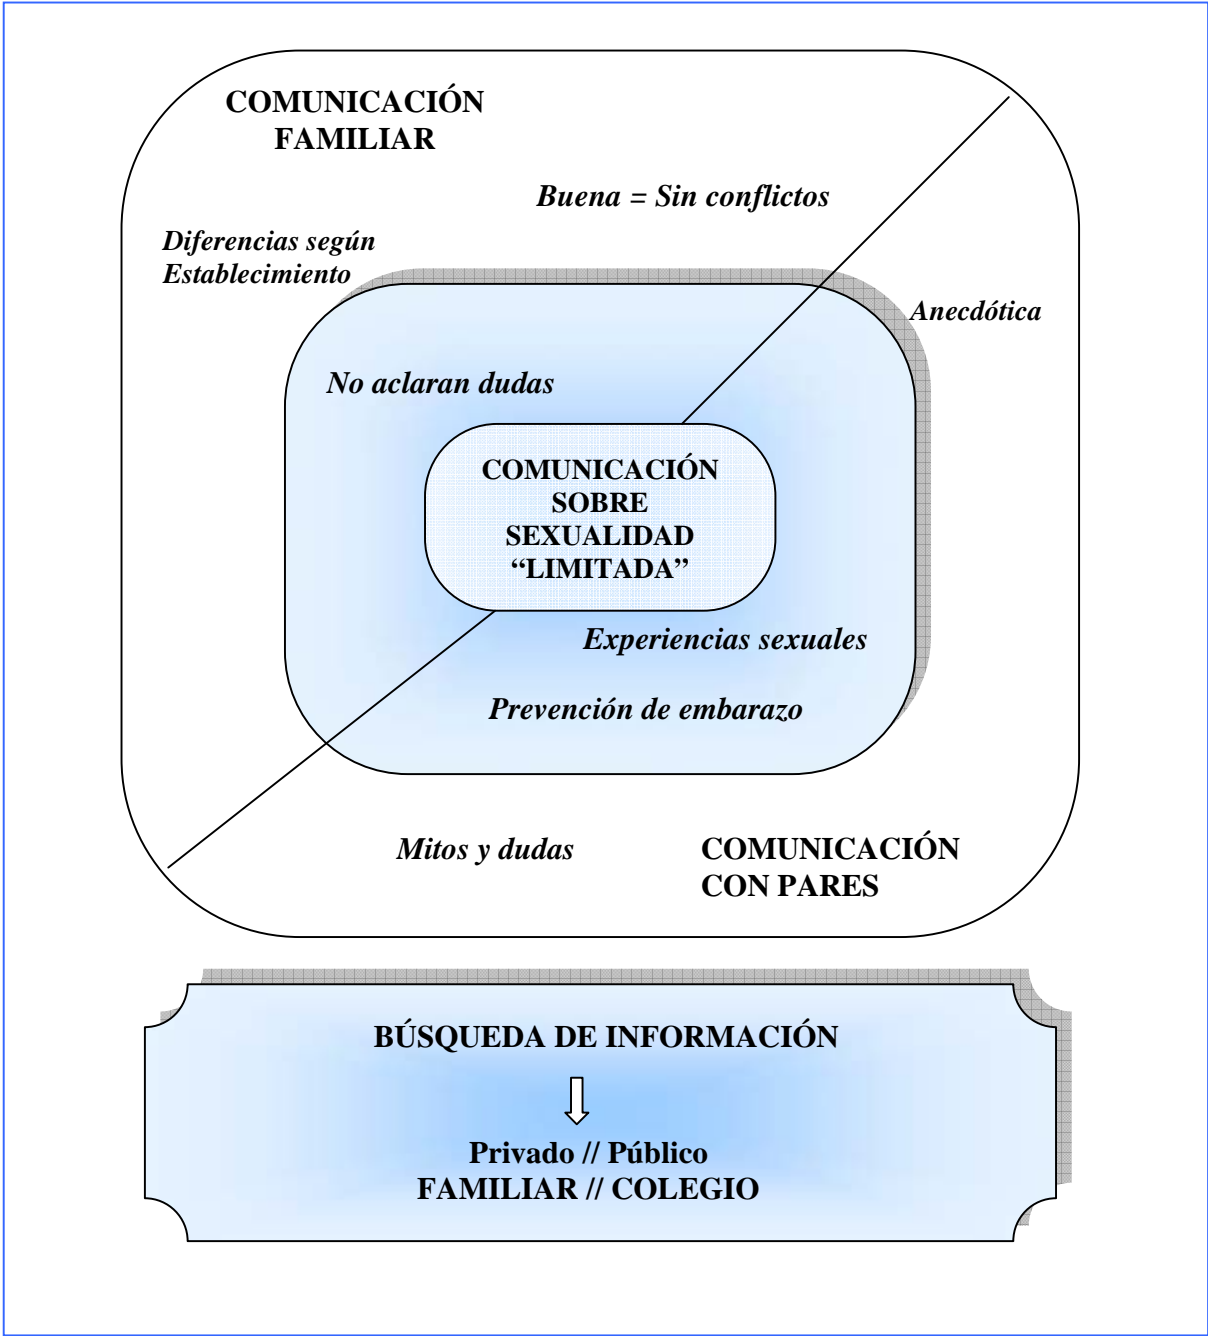 COMUNICACIÓN
FAMILIAR
Buena = Sin conflictos
Diferencias según
Establecimiento
Anecdótica
No aclaran dudas
COMUNICACIÓN
SOBRE
SEXUALIDAD
“LIMITADA”
Experiencias sexuales
Prevención de embarazo
Mitos y dudas
COMUNICACIÓN
CON PARES
BÚSQUEDA DE INFORMACIÓN
Privado // Público
FAMILIAR // COLEGIO